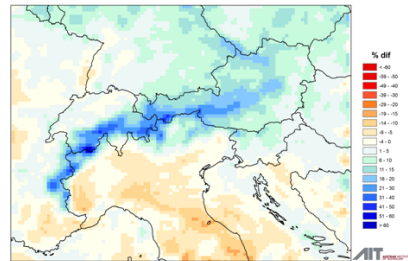 % dif
< -60
-59 - -50
-49 - -40
-39 - -30
-29 - -20
-19 - -15
-14 - -10
-9 - -5
-4 - 0
1 - 5
6 - 10
11 - 15
16 - 20
21 - 30
31 - 40
41 - 50
51 - 60
> 60
AIT